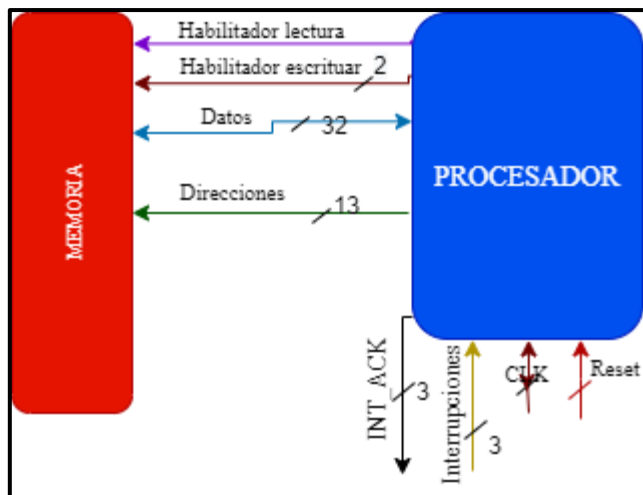 Habilitador lectura
Habilitador escrituar
2
Datos
32
Direcciones
13
MEMORIA
PROCESADOR
INT_ACK
3
Interrupciones
3
CLK
Reset